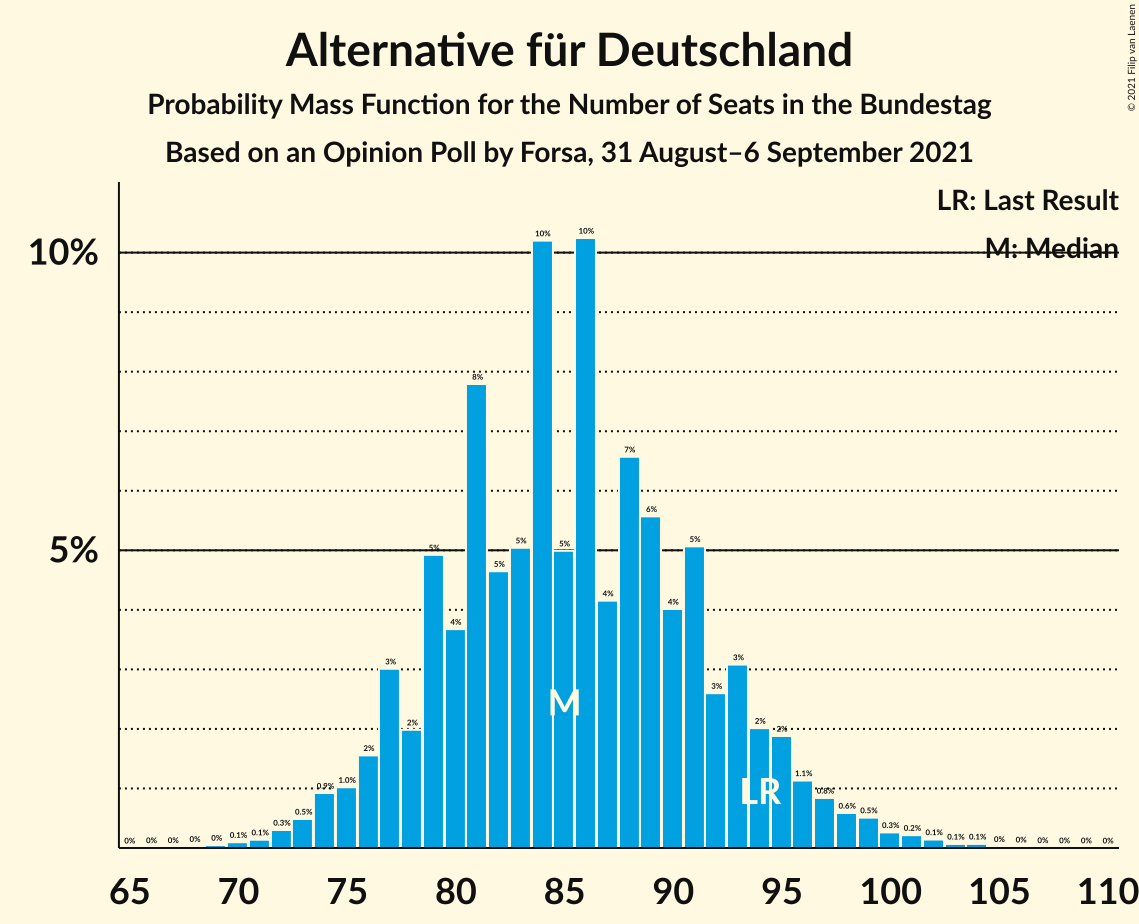 Alternative für Deutschland
Probability Mass Function for the Number of Seats in the Bundestag
Based on an Opinion Poll by Forsa, 31 August–6 September 2021
© 2021 Filip van Laenen
LR: Last Result
M: Median
10%
5%
0% 0% 0% 0% 0% 0.1% 0.1% 0.3% 0.5% 0.9% 1.0% 2% 3% 2% 5% 4% 8% 5% 5% 10% 5% 10% 4% 7% 6% 4% 5% 3% 3% 2% 2% 1.1% 0.8% 0.6% 0.5% 0.3% 0.2% 0.1% 0.1% 0.1% 0% 0% 0% 0% 0% 0%
M
LR
65 70 75 80 85 90 95 100 105 110